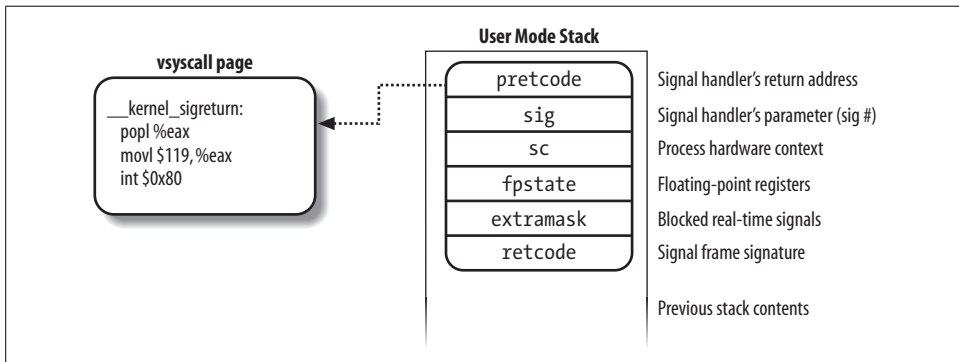 User Mode Stack
vsyscall page
__kernel_sigreturn:
popl %eax
movl $119,%eax
int $0x80
pretcode
Signal handler's return address
sig
Signal handler's parameter (sig #)
sc
Process hardware context
fpstate
Floating-point registers
extramask
Blocked real-time signals
retcode
Signal frame signature
Previous stack contents